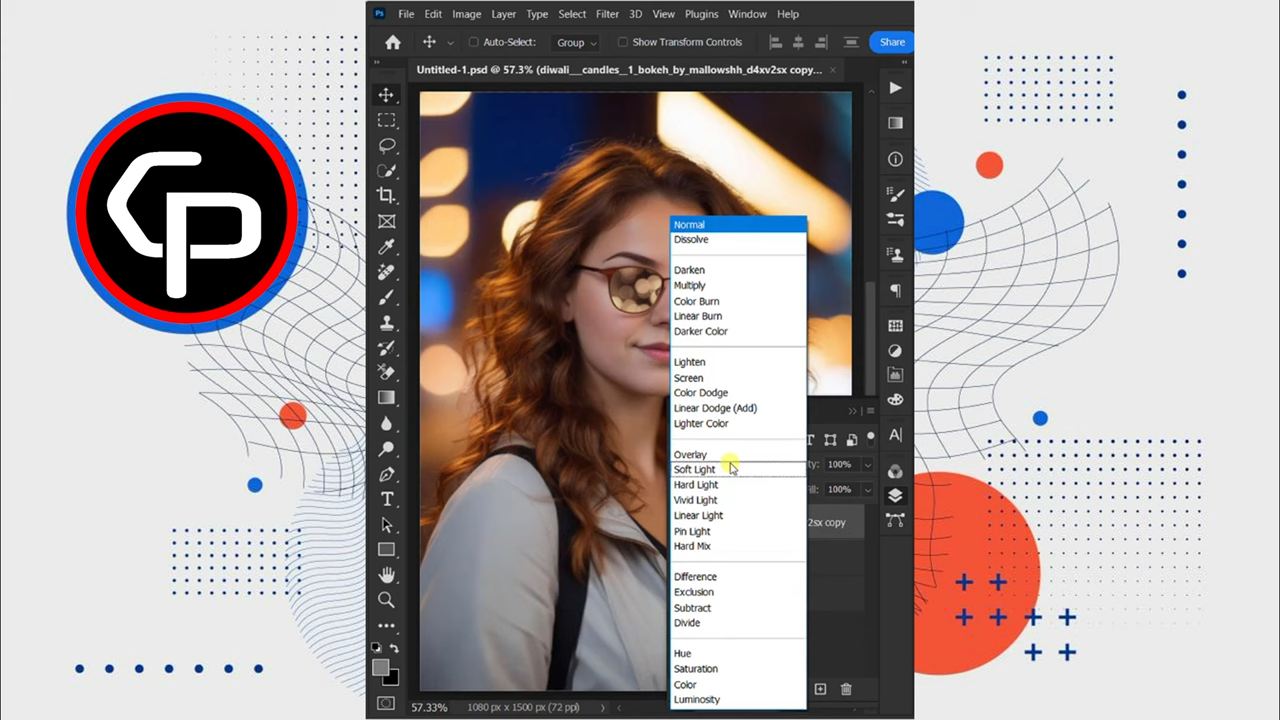 CP
Ps File Edit Image Layer Type Select Filter 3D View Plugins Window Help
Auto-Select: Group Show Transform Controls Share
Untitled-1.psd @ 57.3% (diwali__candles__1_bokeh_by_mallowshh_d4xv2sx copy...
Normal
Dissolve
Darken
Multiply
Color Burn
Linear Burn
Darker Color
Lighten
Screen
Color Dodge
Linear Dodge (Add)
Lighter Color
Overlay
Soft Light
Hard Light
Vivid Light
Linear Light
Pin Light
Hard Mix
Difference
Exclusion
Subtract
Divide
Hue
Saturation
Color
Luminosity
100%
100%
2sx copy
57.33% 1080 px x 1500 px (72 ppi)